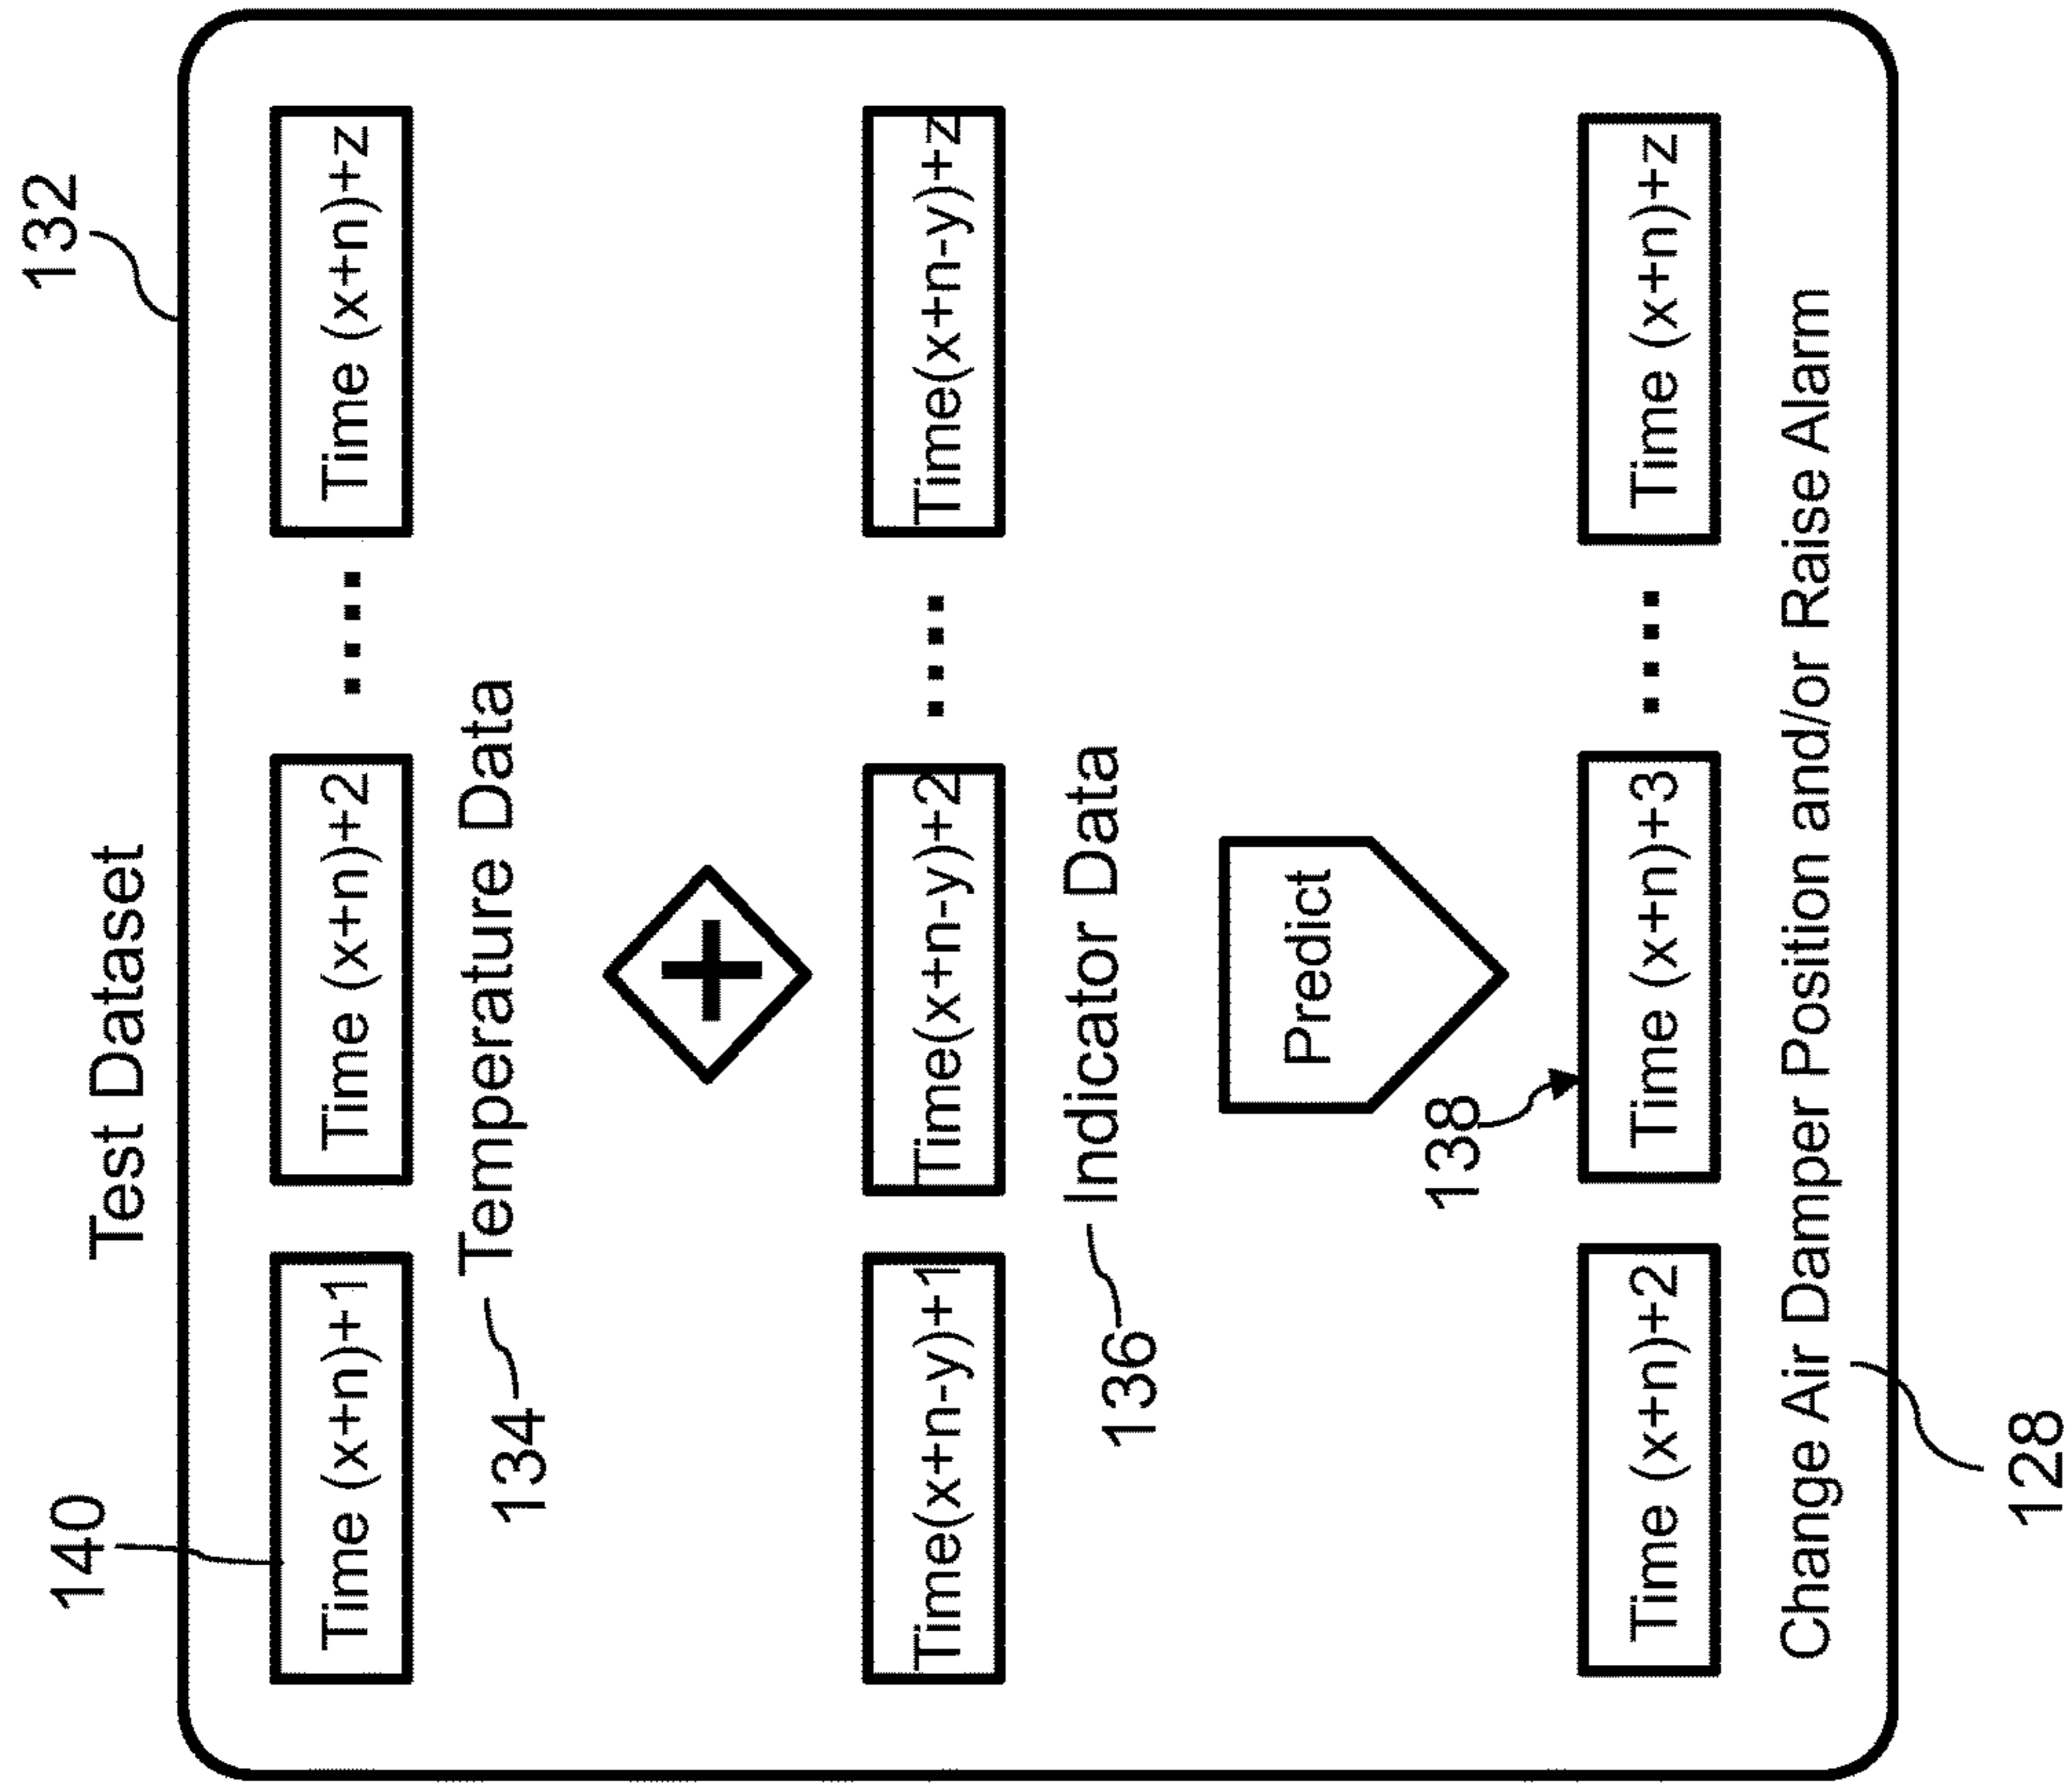 Test Dataset
132
140
Time (x+n)+1
Time (x+n)+2
....
Time (x+n)+z
134
Temperature Data
+
Time(x+n-y)+1
Time(x+n-y)+2
....
Time(x+n-y)+z
136
Indicator Data
Predict
138
Time (x+n)+2
Time (x+n)+3
....
Time (x+n)+z
Change Air Damper Position and/or Raise Alarm
128